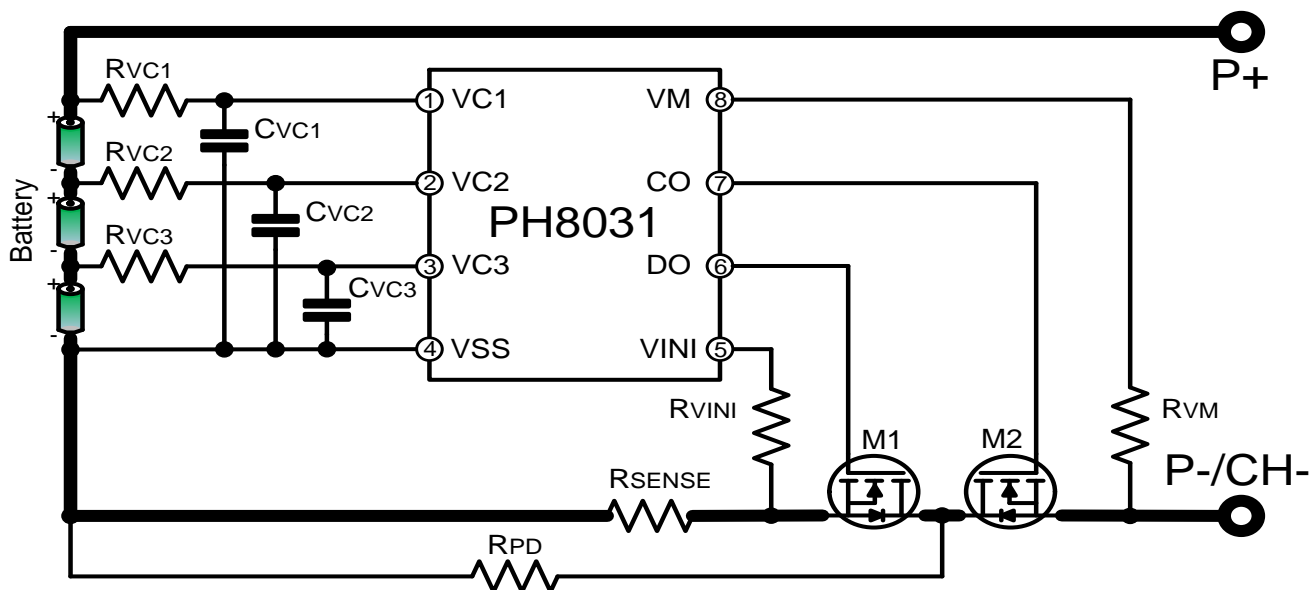 P+
RVC1
1 VC1
VM 8
+
CVC1
-
RVC2
2 VC2
CO 7
+
CVC2
PH8031
Battery
-
RVC3
3 VC3
DO 6
+
CVC3
-
4 VSS
VINI 5
RVINI
RVM
M1
M2
P-/CH-
RSENSE
RPD